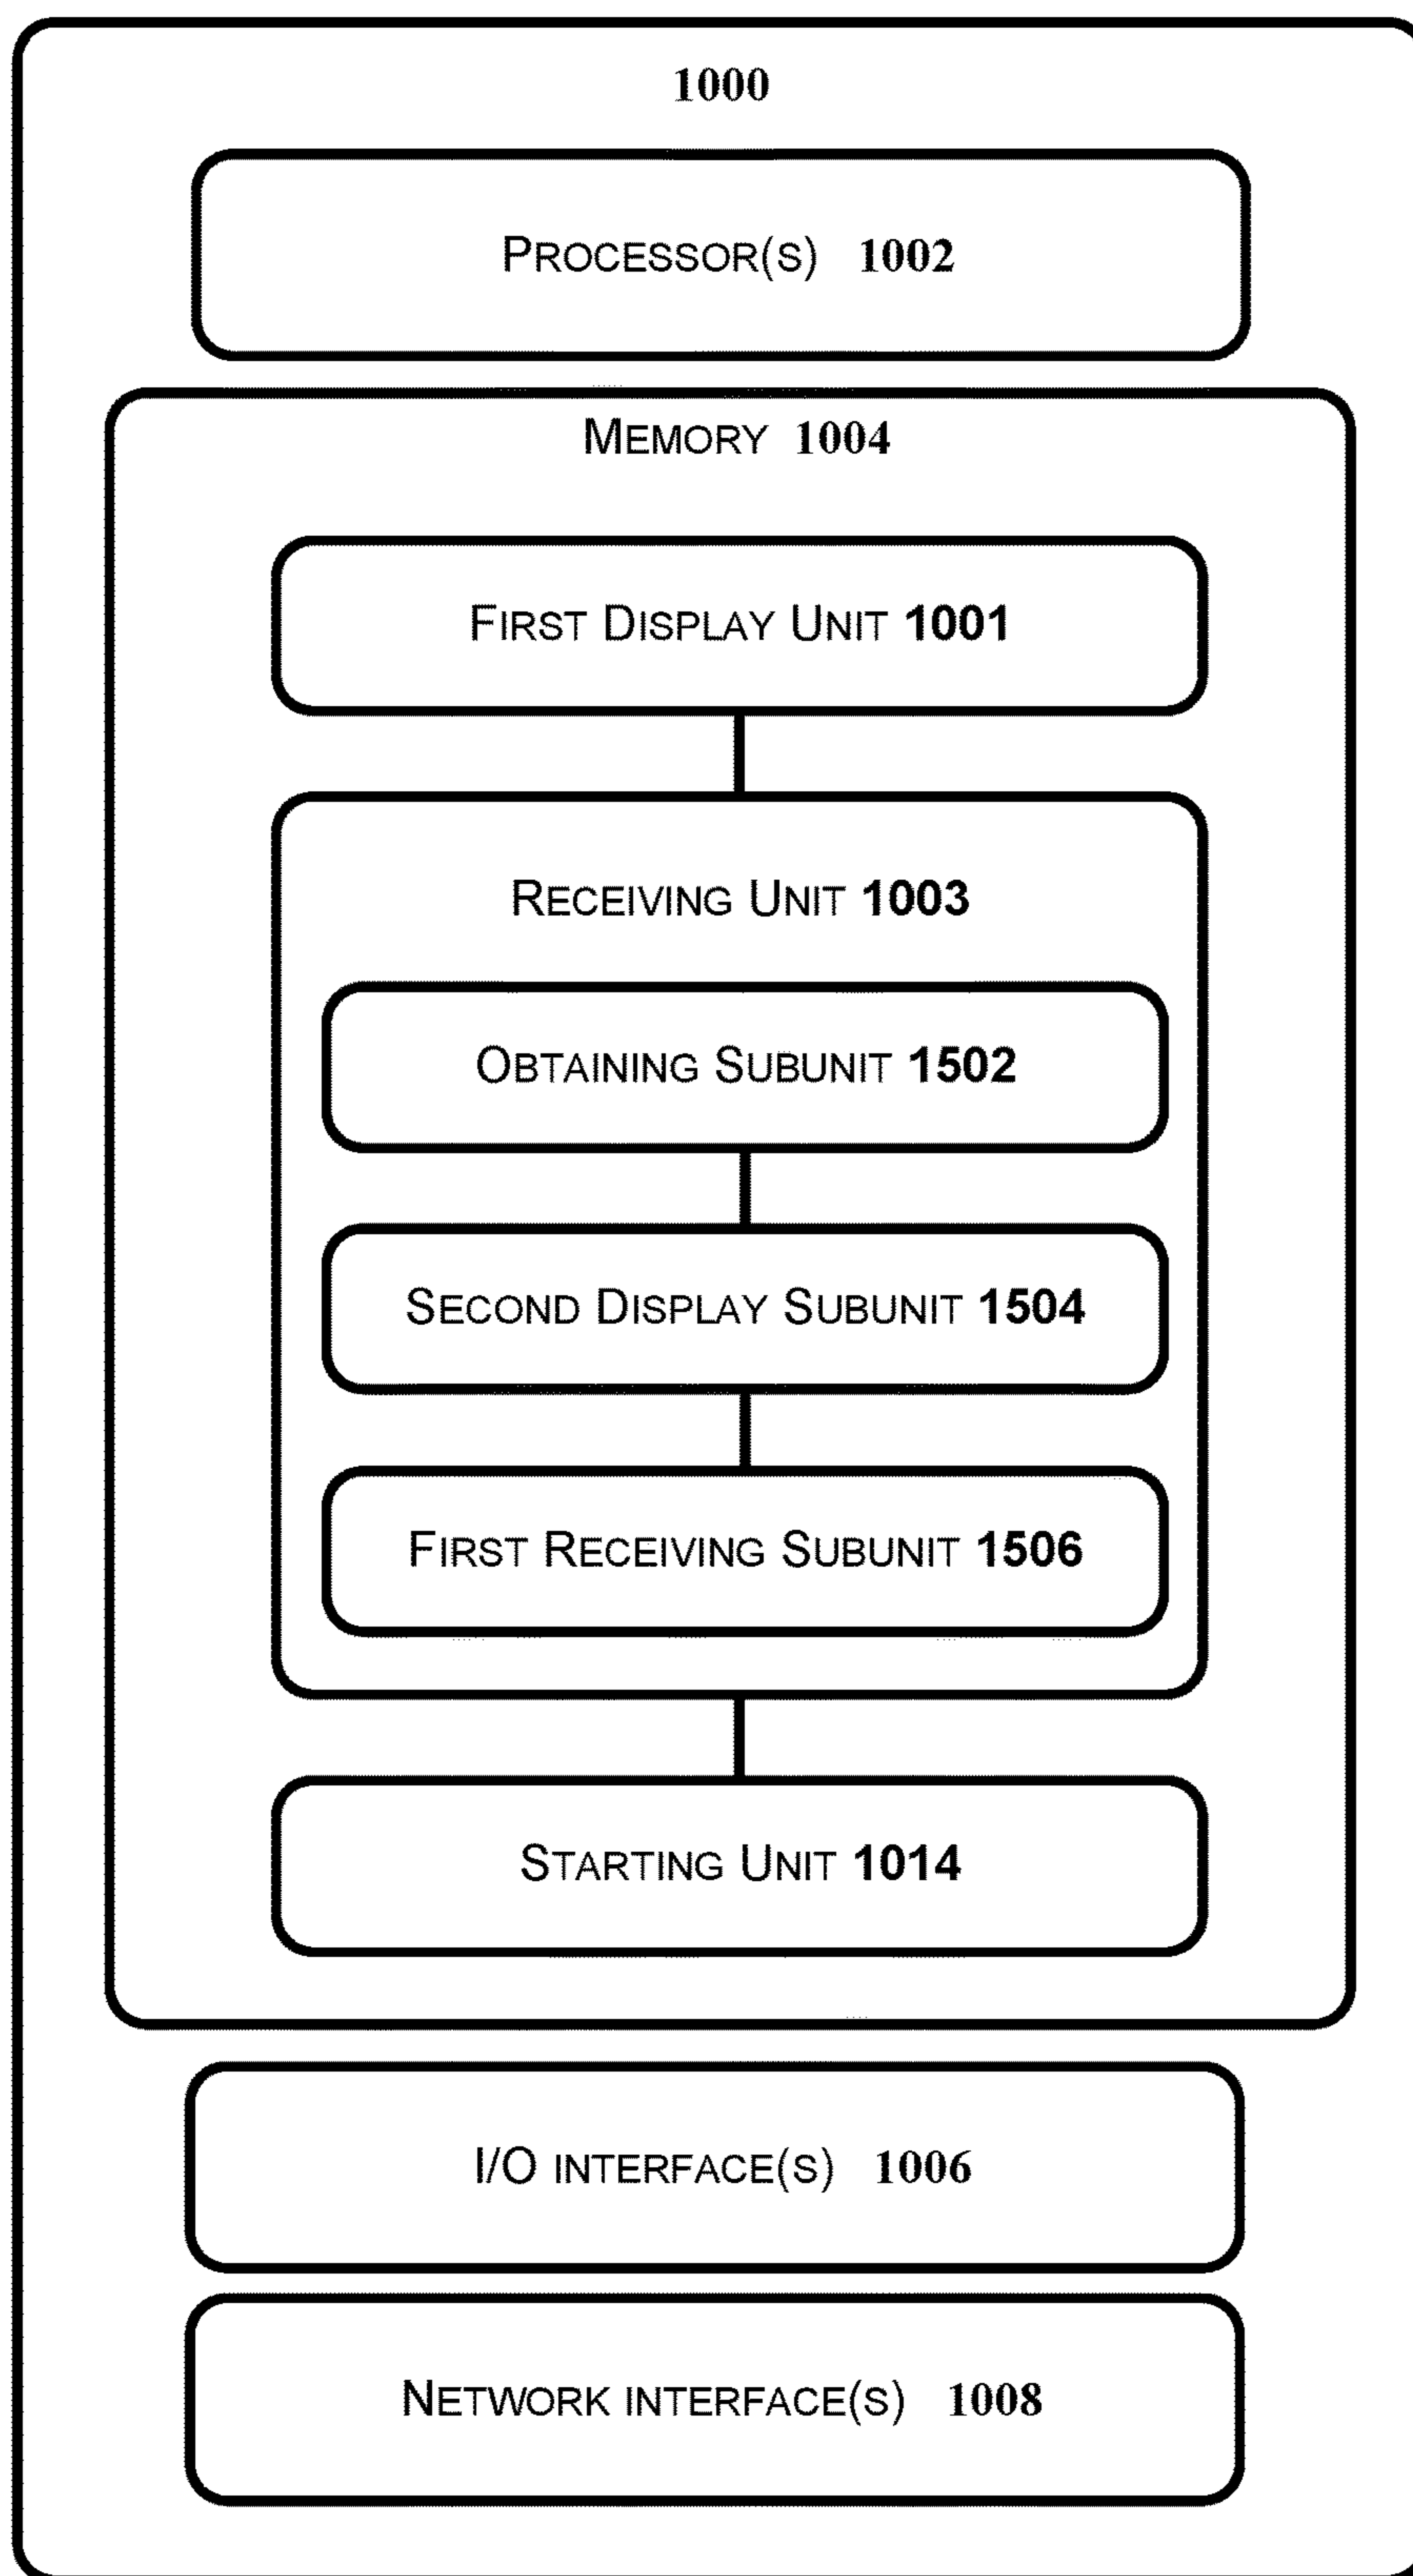 1000
PROCESSOR(S) 1002
MEMORY 1004
FIRST DISPLAY UNIT 1001
RECEIVING UNIT 1003
OBTAINING SUBUNIT 1502
SECOND DISPLAY SUBUNIT 1504
FIRST RECEIVING SUBUNIT 1506
STARTING UNIT 1014
I/O INTERFACE(S) 1006
NETWORK INTERFACE(S) 1008